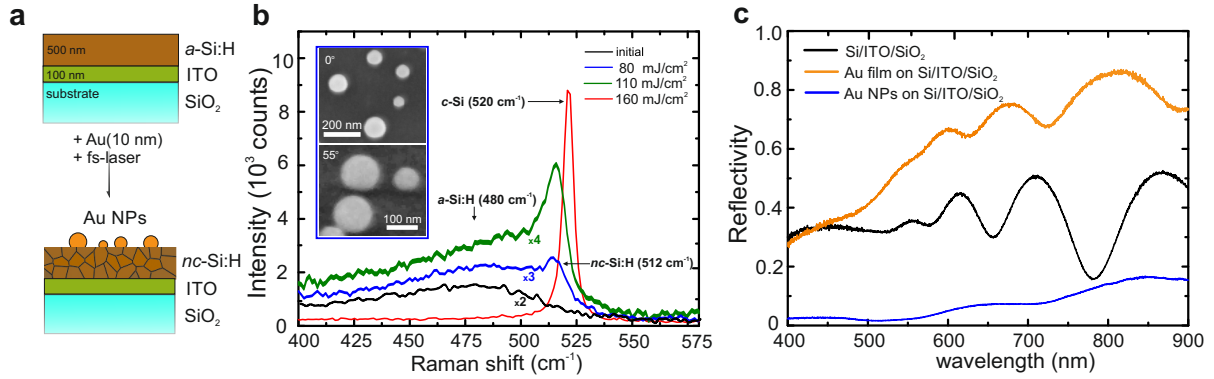 a
500 nm
a-Si:H
100 nm
ITO
substrate
SiO₂
+ Au(10 nm)
+ fs-laser
Au NPs
nc-Si:H
ITO
SiO₂
b
Intensity (10³ counts)
10
8
6
4
2
0
0°
200 nm
55°
100 nm
initial
80 mJ/cm²
110 mJ/cm²
160 mJ/cm²
c-Si (520 cm⁻¹)
a-Si:H (480 cm⁻¹)
x4
nc-Si:H (512 cm⁻¹)
x3
x2
400 425 450 475 500 525 550 575
Raman shift (cm⁻¹)
c
Reflectivity
1.0
0.8
0.6
0.4
0.2
0.0
Si/ITO/SiO₂
Au film on Si/ITO/SiO₂
Au NPs on Si/ITO/SiO₂
400 500 600 700 800 900
wavelength (nm)